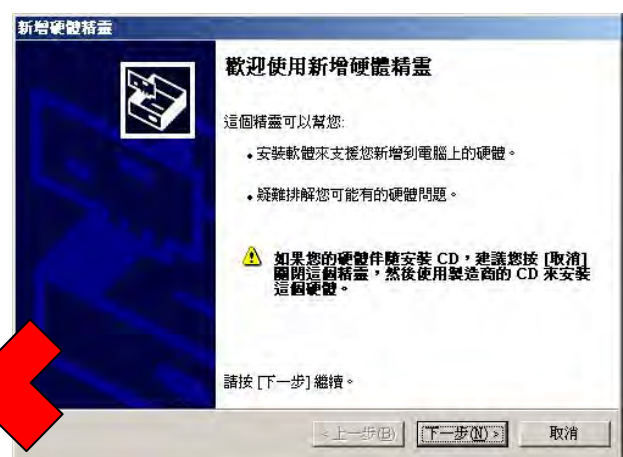 新增硬體精靈
歡迎使用新增硬體精靈
這個精靈可以幫您:
•安裝軟體來支援您新增到電腦上的硬體。
•疑難排解您可能有的硬體問題。
如果您的硬體伴隨安裝 CD,建議您按 [取消]
關閉這個精靈,然後使用製造商的 CD 來安裝
這個硬體。
請按 [下一步] 繼續。
< 上一步(B)
下一步(N) >
取消